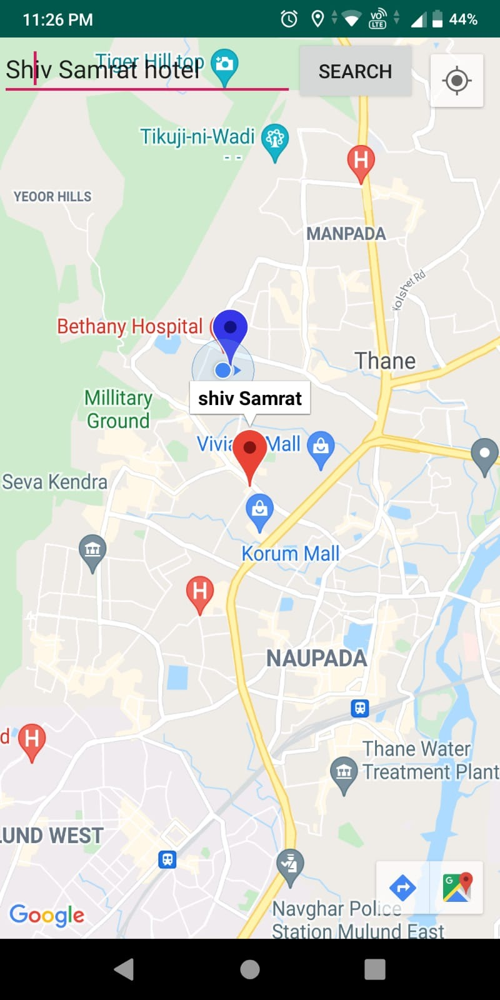 11:26 PM
VO
LTE
44%
Tiger Hill top
Shiv Samrat hotel
SEARCH
Tikuji-ni-Wadi
H
YEOOR HILLS
MANPADA
Kolshet Rd
Bethany Hospital
Thane
Millitary
Ground
shiv Samrat
Mall
Seva Kendra
Korum Mall
H
NAUPADA
d
H
Thane Water
Treatment Plant
LUND WEST
G
Google
Navghar Police
Station Mulund East